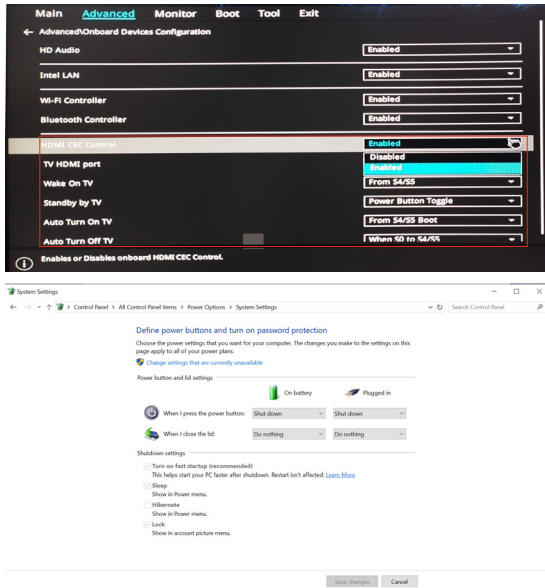 Main Advanced Monitor Boot Tool Exit
← Advanced\Onboard Devices Configuration
HD Audio Enabled
Intel LAN Enabled
Wi-Fi Controller Enabled
Bluetooth Controller Enabled
HDMI CEC Control Enabled
Disabled
TV HDMI port Enabled
Wake On TV From S4/S5
Standby by TV Power Button Toggle
Auto Turn On TV From S4/S5 Boot
Auto Turn Off TV When S0 to S4/S5
Enables or Disables onboard HDMI CEC Control.
System Settings
Control Panel > All Control Panel Items > Power Options > System Settings
Search Control Panel
Define power buttons and turn on password protection
Choose the power settings that you want for your computer. The changes you make to the settings on this
page apply to all of your power plans.
Change settings that are currently unavailable
Power button and lid settings
On battery Plugged in
When I press the power button: Shut down Shut down
When I close the lid: Do nothing Do nothing
Shutdown settings
Turn on fast startup (recommended)
This helps start your PC faster after shutdown. Restart isn't affected. Learn More
Sleep
Show in Power menu.
Hibernate
Show in Power menu.
Lock
Show in account picture menu.
Save changes Cancel